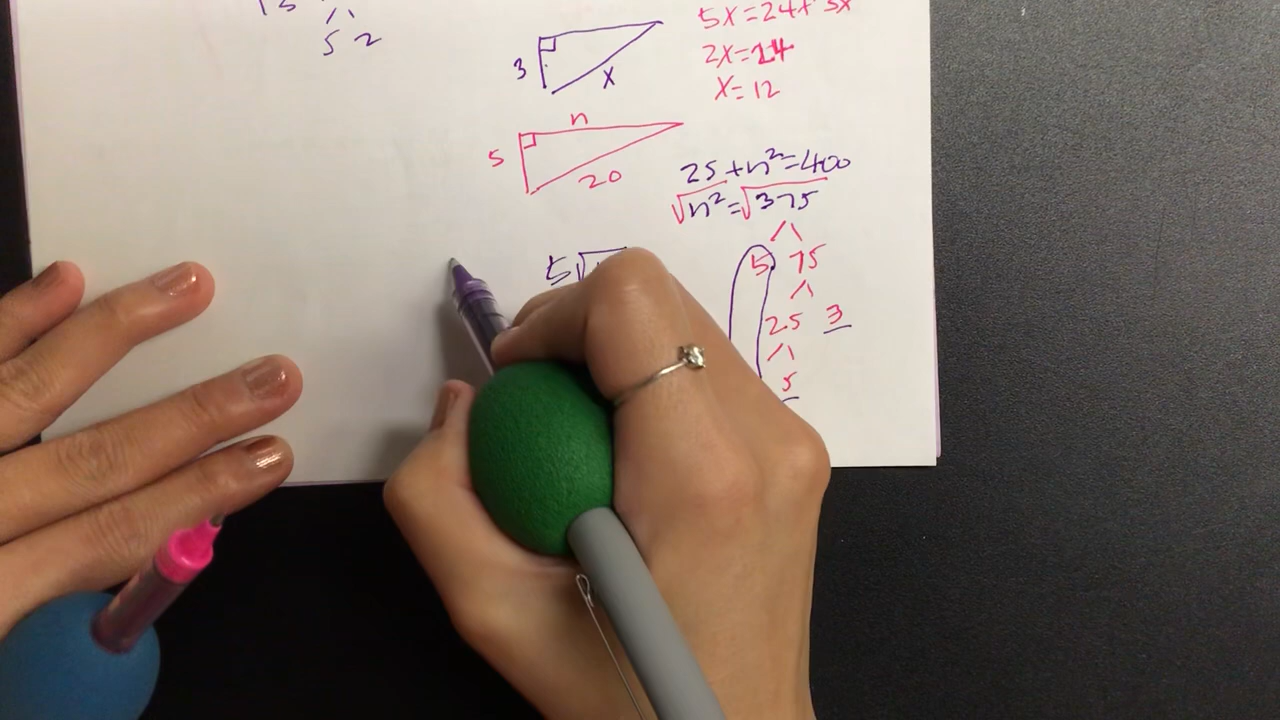 5 2
3
x
5x=24+3x
2x=24
x=12
n
5
20
25+n²=400
√n²=√375
5√
5 75
25 3
5